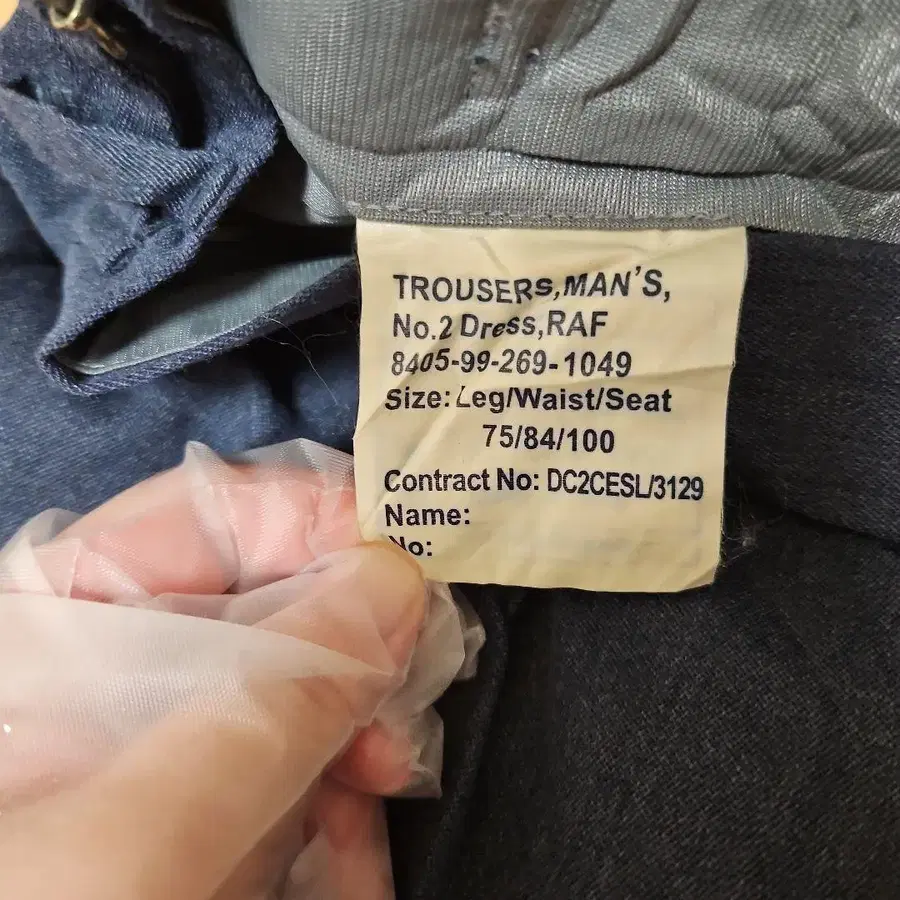 TROUSERS,MAN'S,
No.2 Dress,RAF
8405-99-269-1049
Size: Leg/Waist/Seat
75/84/100
Contract No: DC2CESL/3129
Name:
No: